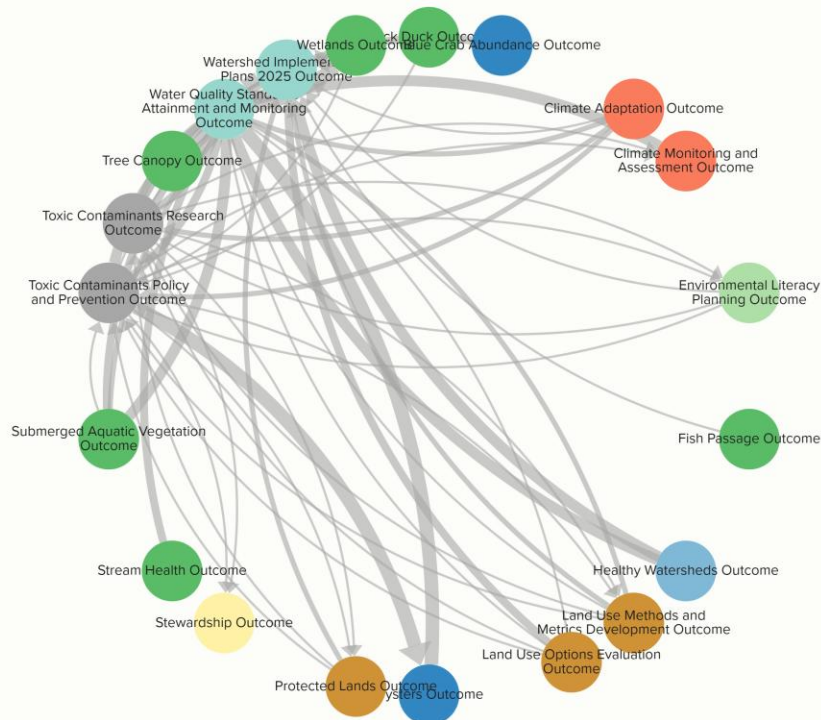 ck Duck Outco
Wetlands Outcome
Blue Crab Abundance Outcome
Watershed Implemen
Plans 2025 Outcome
Water Quality Stand
Attainment and Monitoring
Outcome
Climate Adaptation Outcome
Climate Monitoring and
Assessment Outcome
Tree Canopy Outcome
Toxic Contaminants Research
Outcome
Toxic Contaminants Policy
and Prevention Outcome
Environmental Literacy
Planning Outcome
Submerged Aquatic Vegetation
Outcome
Fish Passage Outcome
Stream Health Outcome
Healthy Watersheds Outcome
Stewardship Outcome
Land Use Methods and
Metrics Development Outcome
Land Use Options Evaluation
Outcome
Protected Lands Outcome
ysters Outcome